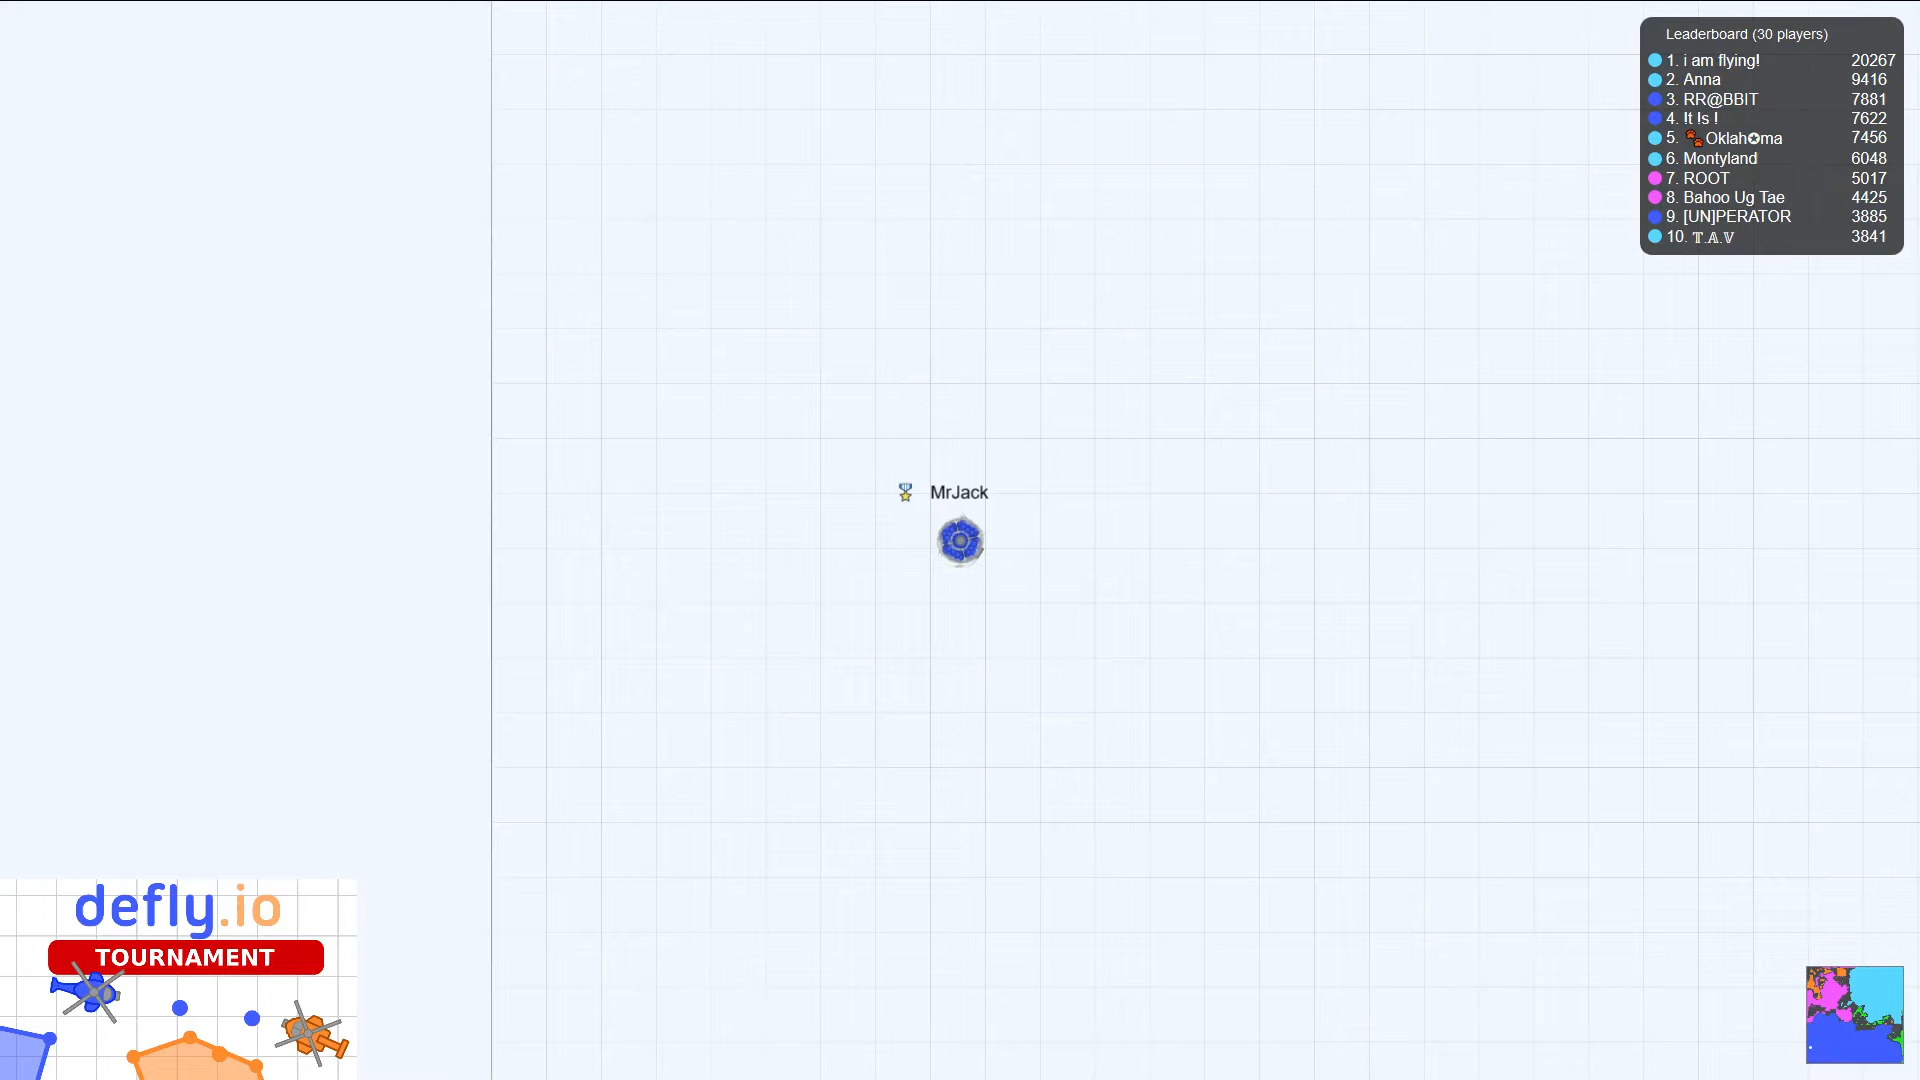 Leaderboard (30 players)
1. i am flying! 20267
2. Anna 9416
3. RR@BBIT 7881
4. !t !s ! 7622
5. 🐾Oklah✪ma 7456
6. Montyland 6048
7. ROOT 5017
8. Bahoo Ug Tae 4425
9. [UN]PERATOR 3885
10. 𝕋.𝔸.𝕍 3841
MrJack
defly.io
TOURNAMENT